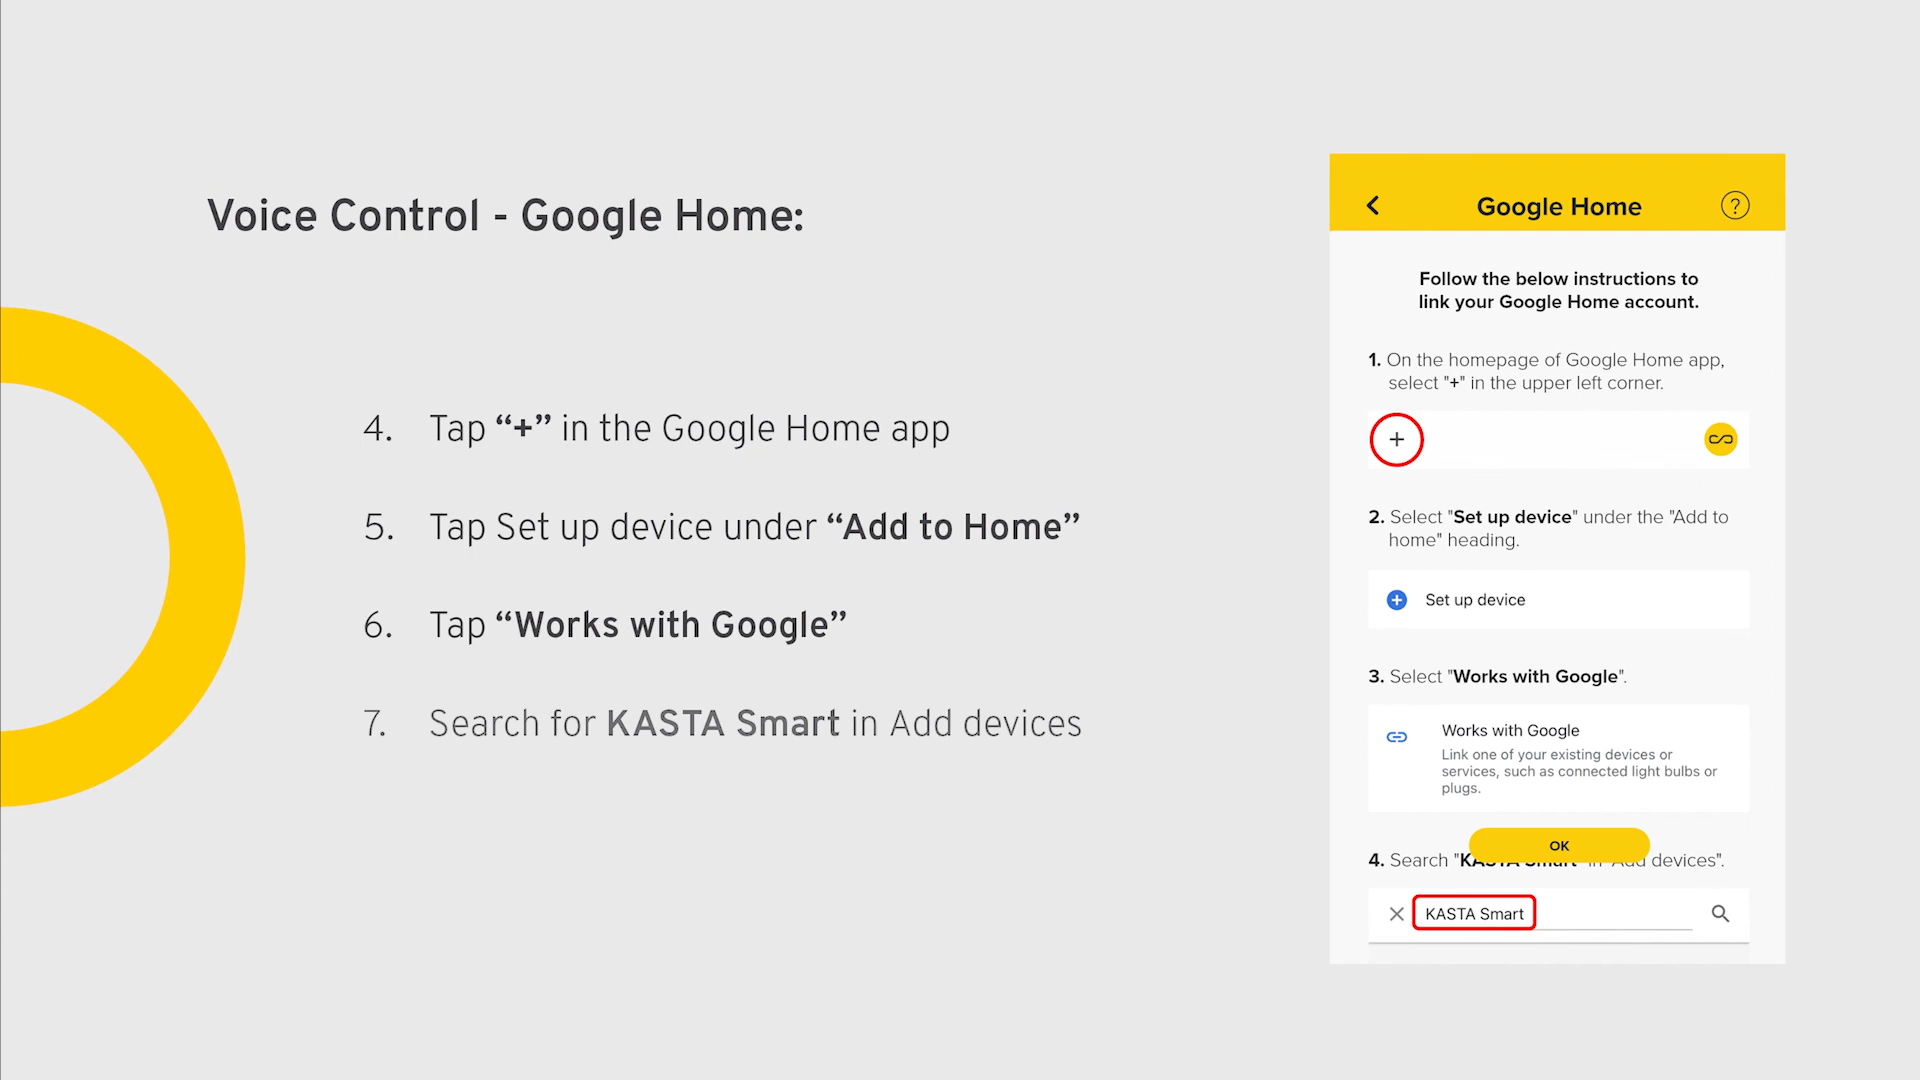 Voice Control - Google Home:
4. Tap “+” in the Google Home app
5. Tap Set up device under “Add to Home”
6. Tap “Works with Google”
7. Search for KASTA Smart in Add devices
Google Home
?
Follow the below instructions to
link your Google Home account.
1. On the homepage of Google Home app,
select "+" in the upper left corner.
+
2. Select "Set up device" under the "Add to
home" heading.
Set up device
3. Select "Works with Google".
Works with Google
Link one of your existing devices or
services, such as connected light bulbs or
plugs.
OK
4. Search "KASTA Smart" in "Add devices".
KASTA Smart